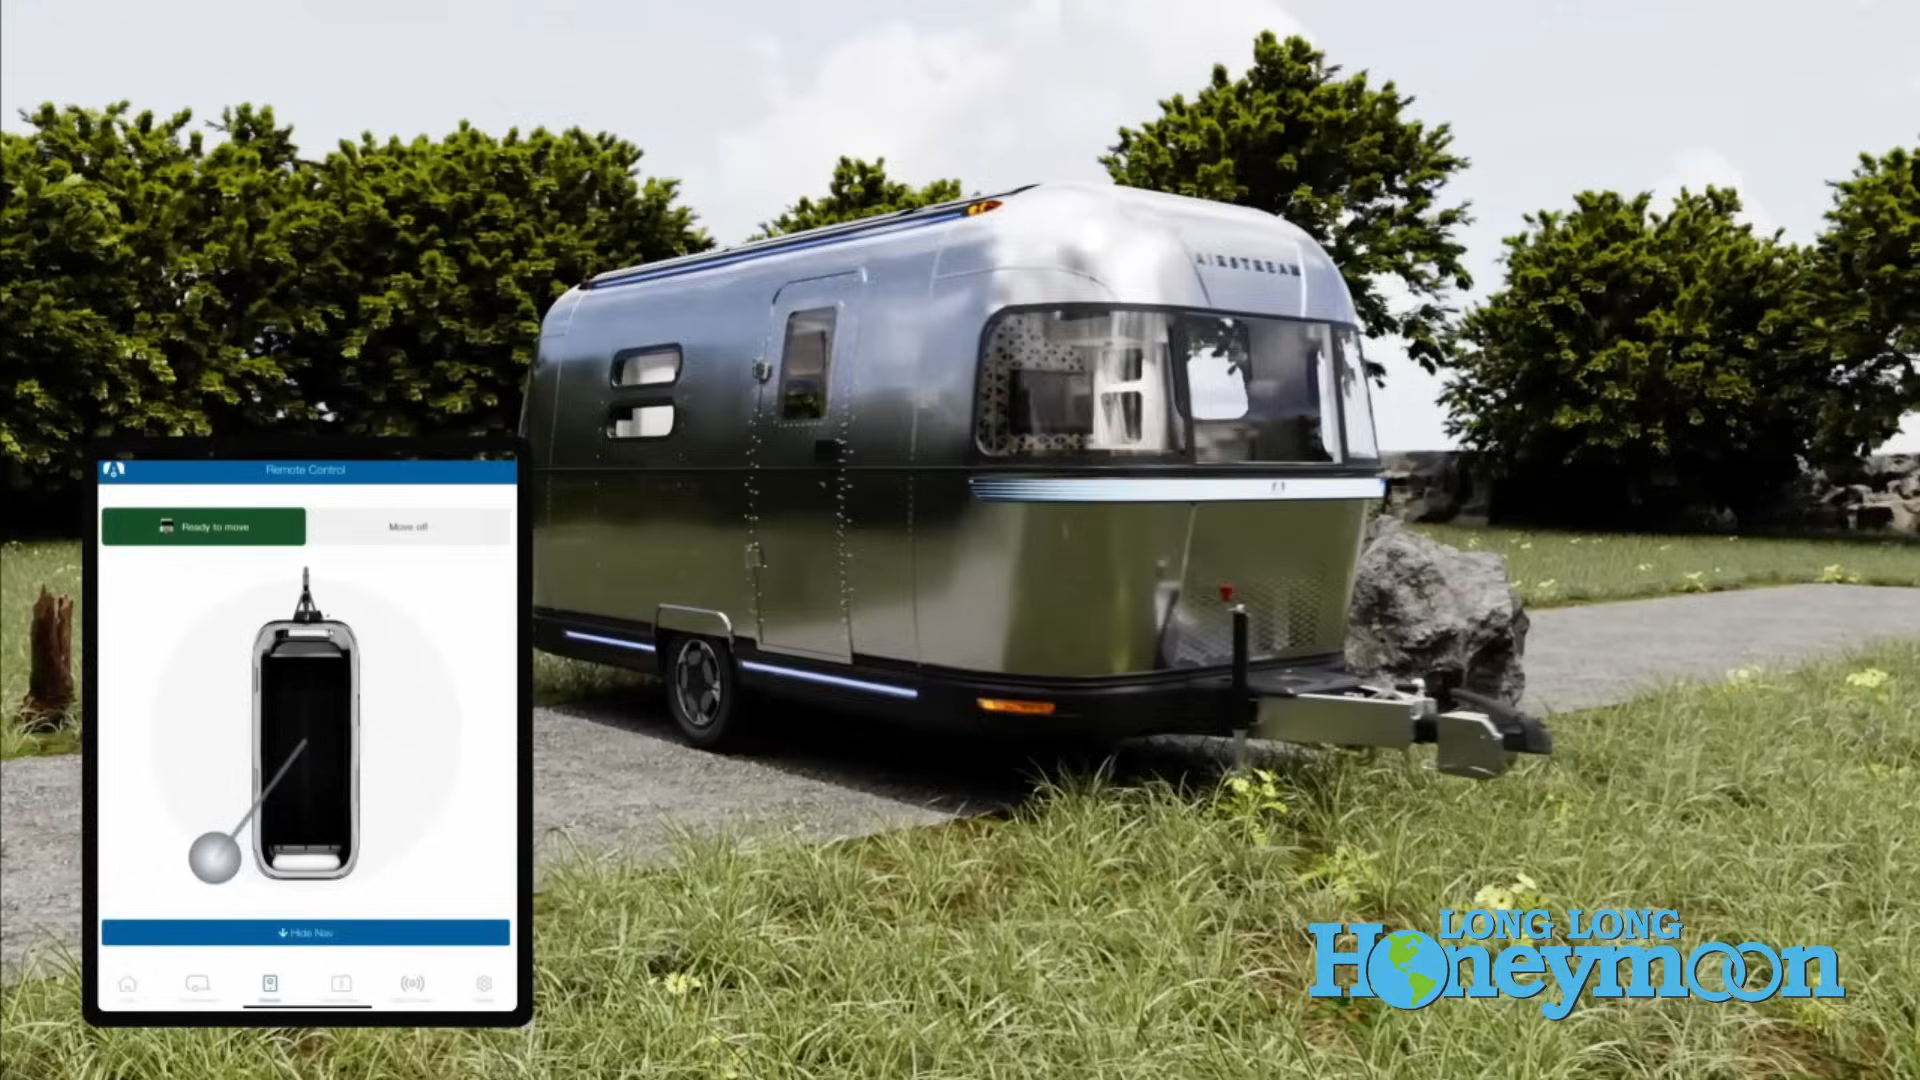 AIRSTREAM
Remote Control
Ready to move
Move off
Hide Nav
LONG LONG
Honeymoon